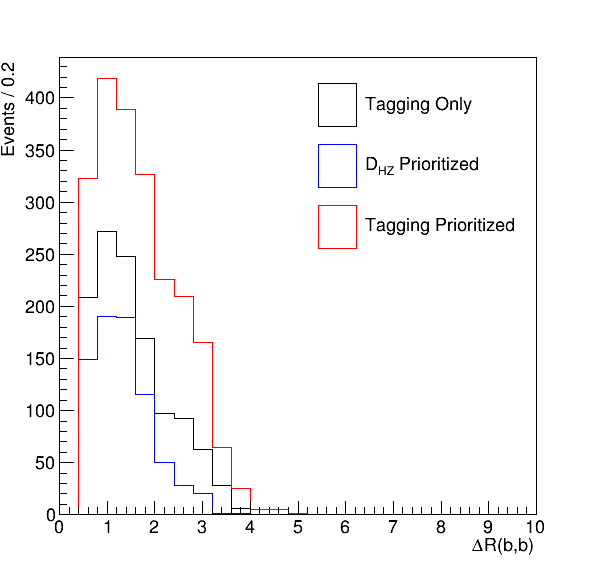 Events / 0.2
400
350
300
250
200
150
100
50
0
Tagging Only
D_HZ Prioritized
Tagging Prioritized
0 1 2 3 4 5 6 7 8 9 10
ΔR(b,b)